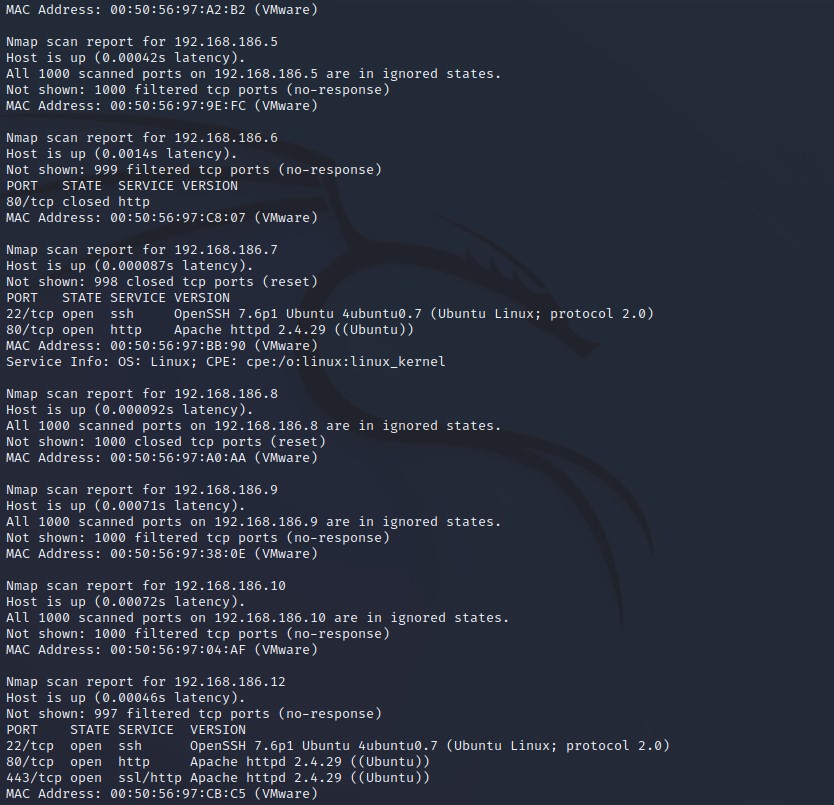 MAC Address: 00:50:56:97:A2:B2 (VMware)

Nmap scan report for 192.168.186.5
Host is up (0.00042s latency).
All 1000 scanned ports on 192.168.186.5 are in ignored states.
Not shown: 1000 filtered tcp ports (no-response)
MAC Address: 00:50:56:97:9E:FC (VMware)

Nmap scan report for 192.168.186.6
Host is up (0.0014s latency).
Not shown: 999 filtered tcp ports (no-response)
PORT   STATE  SERVICE VERSION
80/tcp closed http
MAC Address: 00:50:56:97:C8:07 (VMware)

Nmap scan report for 192.168.186.7
Host is up (0.000087s latency).
Not shown: 998 closed tcp ports (reset)
PORT   STATE SERVICE VERSION
22/tcp open  ssh     OpenSSH 7.6p1 Ubuntu 4ubuntu0.7 (Ubuntu Linux; protocol 2.0)
80/tcp open  http    Apache httpd 2.4.29 ((Ubuntu))
MAC Address: 00:50:56:97:BB:90 (VMware)
Service Info: OS: Linux; CPE: cpe:/o:linux:linux_kernel

Nmap scan report for 192.168.186.8
Host is up (0.000092s latency).
All 1000 scanned ports on 192.168.186.8 are in ignored states.
Not shown: 1000 closed tcp ports (reset)
MAC Address: 00:50:56:97:A0:AA (VMware)

Nmap scan report for 192.168.186.9
Host is up (0.00071s latency).
All 1000 scanned ports on 192.168.186.9 are in ignored states.
Not shown: 1000 filtered tcp ports (no-response)
MAC Address: 00:50:56:97:38:0E (VMware)

Nmap scan report for 192.168.186.10
Host is up (0.00072s latency).
All 1000 scanned ports on 192.168.186.10 are in ignored states.
Not shown: 1000 filtered tcp ports (no-response)
MAC Address: 00:50:56:97:04:AF (VMware)

Nmap scan report for 192.168.186.12
Host is up (0.00046s latency).
Not shown: 997 filtered tcp ports (no-response)
PORT    STATE SERVICE  VERSION
22/tcp  open  ssh      OpenSSH 7.6p1 Ubuntu 4ubuntu0.7 (Ubuntu Linux; protocol 2.0)
80/tcp  open  http     Apache httpd 2.4.29 ((Ubuntu))
443/tcp open  ssl/http Apache httpd 2.4.29 ((Ubuntu))
MAC Address: 00:50:56:97:CB:C5 (VMware)